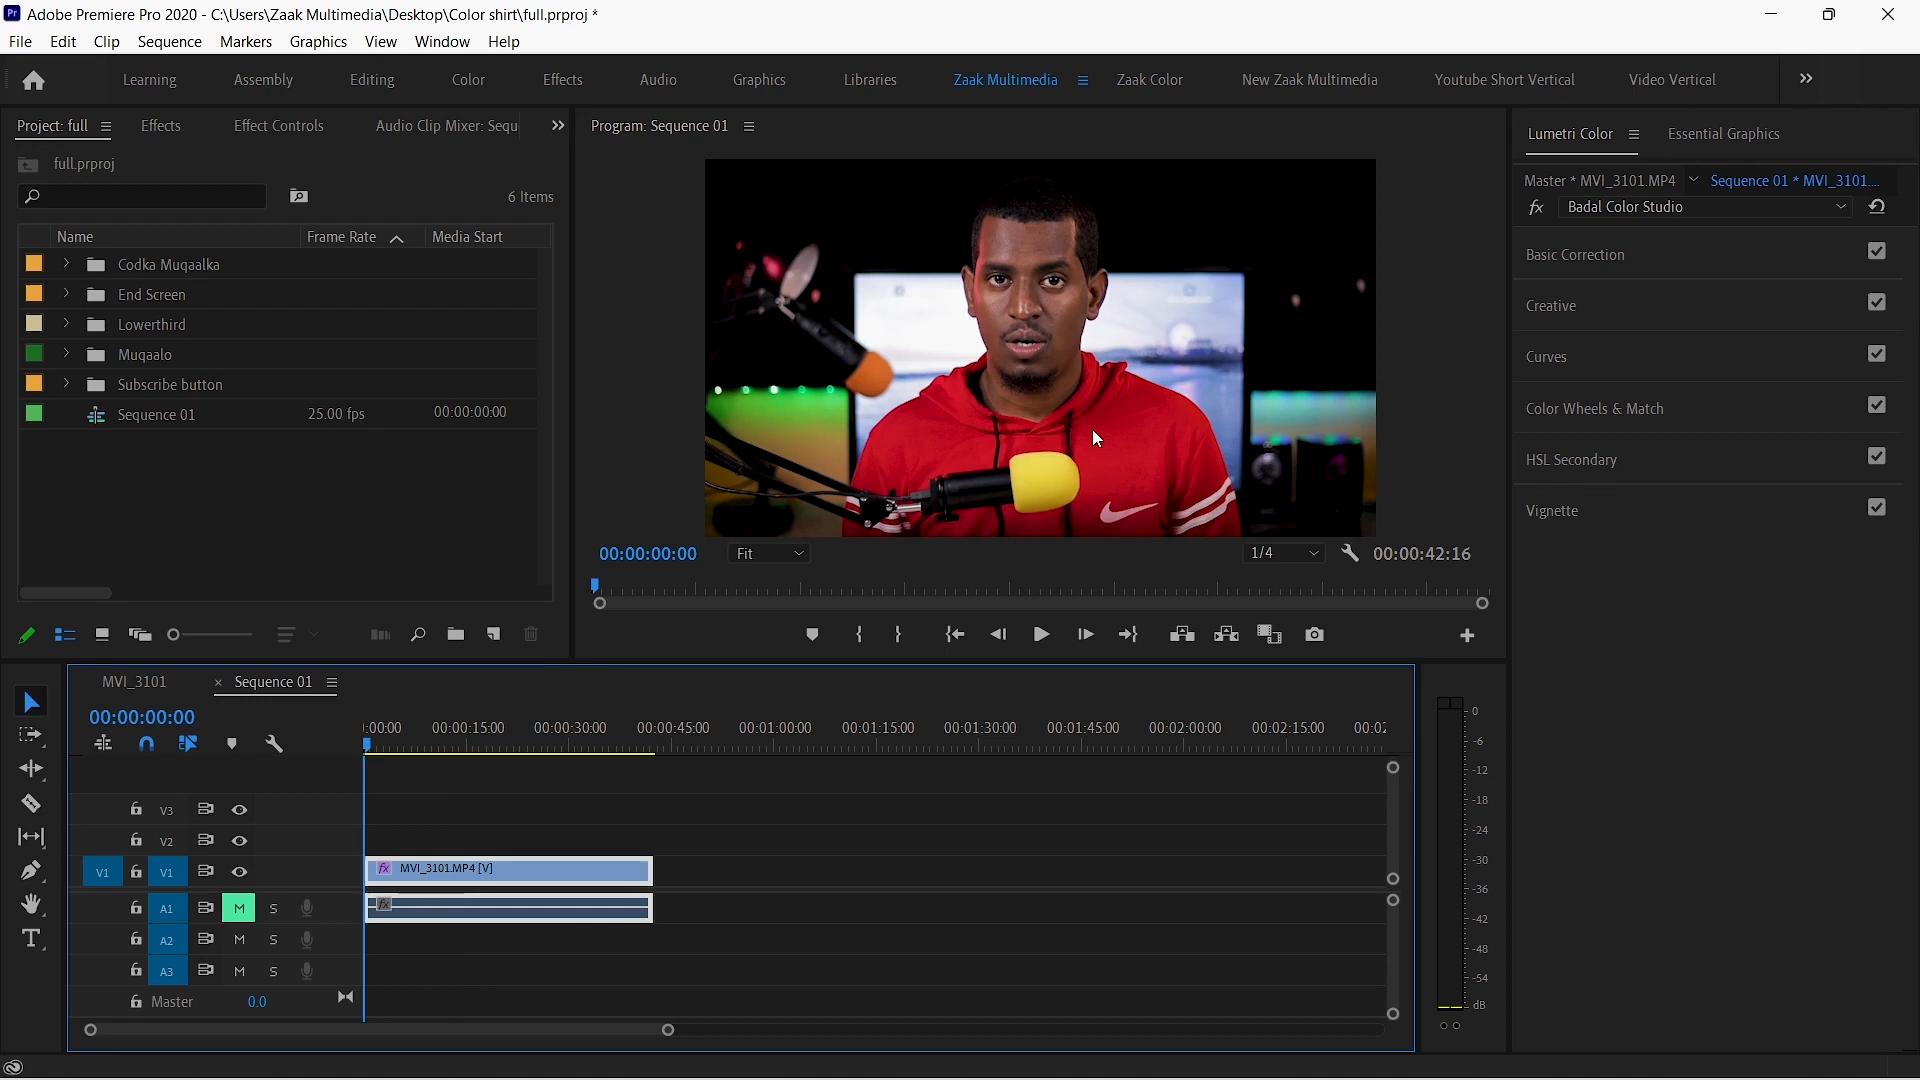 Adobe Premiere Pro 2020 - C:\Users\Zaak Multimedia\Desktop\Color shirt\full.prproj *
File Edit Clip Sequence Markers Graphics View Window Help
Learning Assembly Editing Color Effects Audio Graphics Libraries Zaak Multimedia Zaak Color New Zaak Multimedia Youtube Short Vertical Video Vertical
Project: full Effects Effect Controls Audio Clip Mixer: Sequ
full.prproj
6 Items
Name Frame Rate Media Start
Codka Muqaalka
End Screen
Lowerthird
Muqaalo
Subscribe button
Sequence 01 25.00 fps 00:00:00:00
Program: Sequence 01
00:00:00:00 Fit 1/4 00:00:42:16
Lumetri Color Essential Graphics
Master * MVI_3101.MP4 Sequence 01 * MVI_3101....
fx Badal Color Studio
Basic Correction
Creative
Curves
Color Wheels & Match
HSL Secondary
Vignette
MVI_3101 × Sequence 01
00:00:00:00
:00:00 00:00:15:00 00:00:30:00 00:00:45:00 00:01:00:00 00:01:15:00 00:01:30:00 00:01:45:00 00:02:00:00 00:02:15:00 00:02
V3
V2
V1 V1 fx MVI_3101.MP4 [V]
A1 M S fx
A2 M S
A3 M S
Master 0.0
0
-6
-12
-18
-24
-30
-36
-42
-48
-54
dB